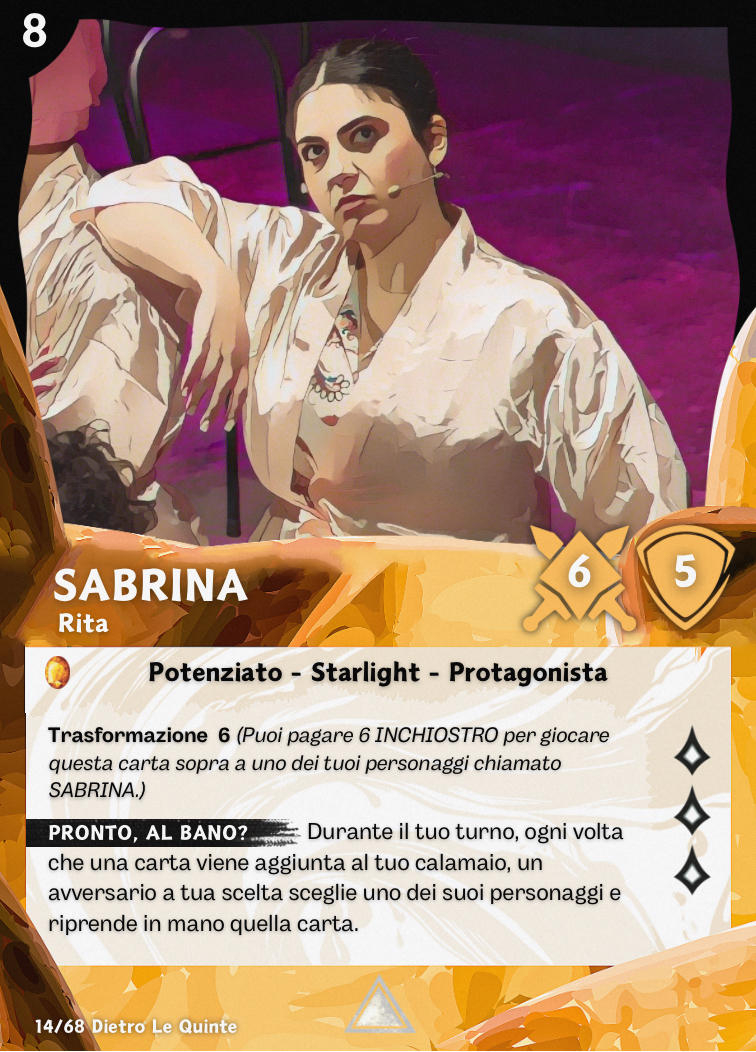 8
SABRINA
Rita
6
5
Potenziato - Starlight - Protagonista
Trasformazione 6 (Puoi pagare 6 INCHIOSTRO per giocare
questa carta sopra a uno dei tuoi personaggi chiamato
SABRINA.)
PRONTO, AL BANO? Durante il tuo turno, ogni volta
che una carta viene aggiunta al tuo calamaio, un
avversario a tua scelta sceglie uno dei suoi personaggi e
riprende in mano quella carta.
14/68 Dietro Le Quinte